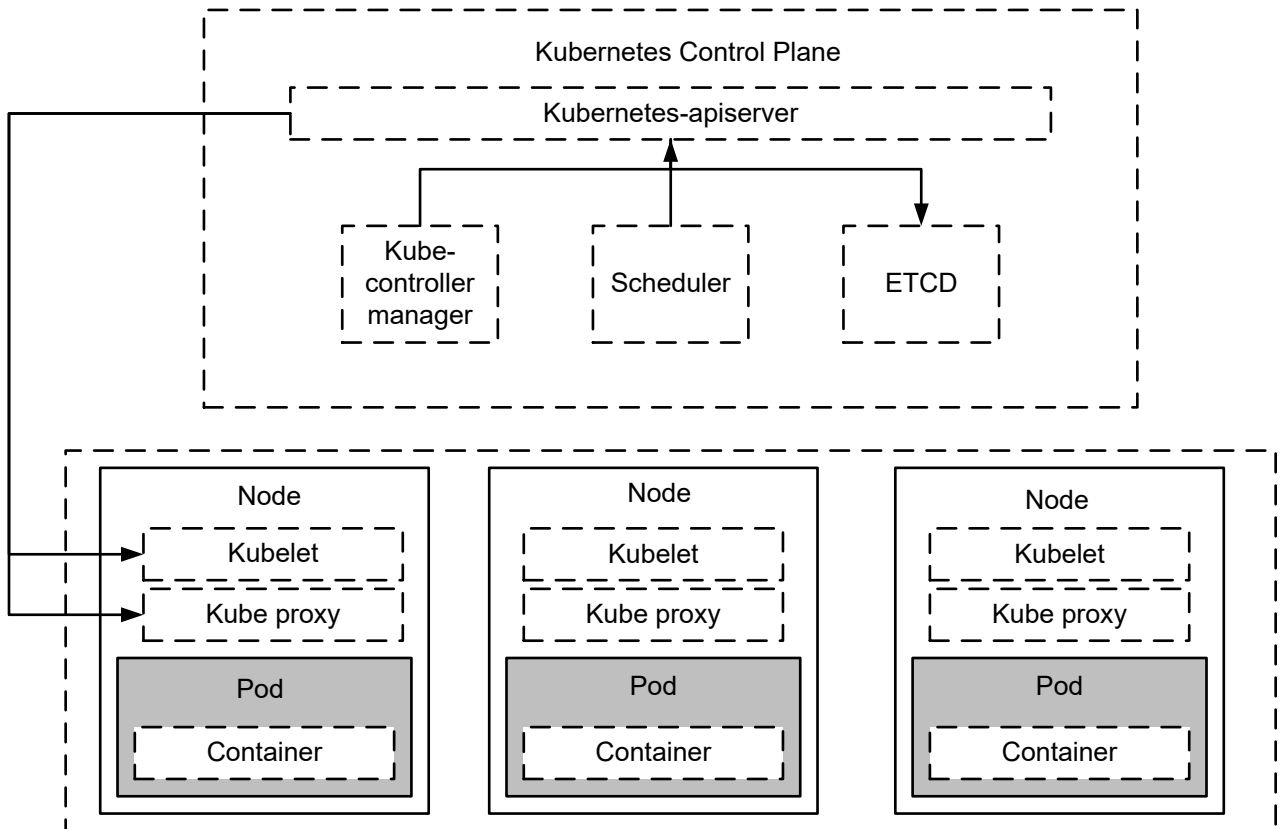 Kubernetes Control Plane
Kubernetes-apiserver
Kube-
controller
manager
Scheduler
ETCD
Node
Kubelet
Kube proxy
Pod
Container
Node
Kubelet
Kube proxy
Pod
Container
Node
Kubelet
Kube proxy
Pod
Container